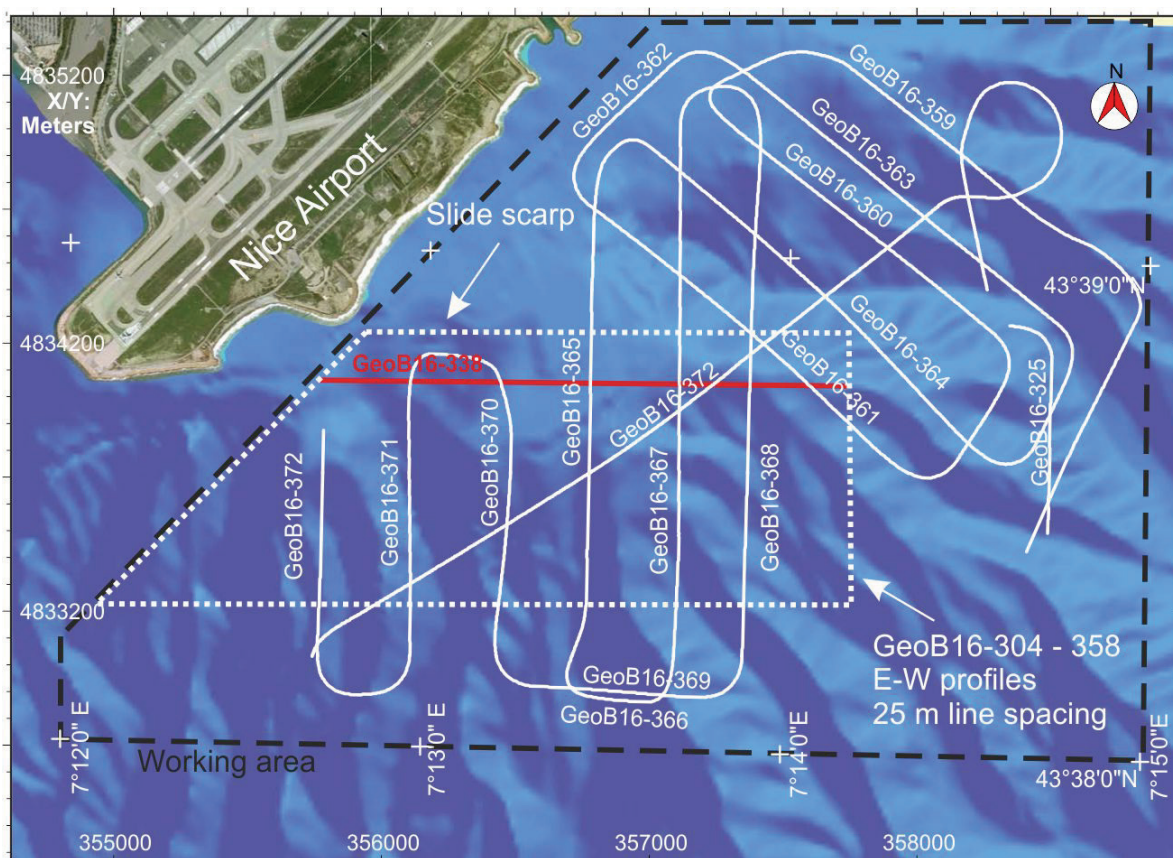 4835200
X/Y:
Meters
N
GeoB16-362
GeoB16-359
GeoB16-363
GeoB16-360
Nice Airport
Slide scarp
43°39'0"N
4834200
GeoB16-338
GeoB16-365
GeoB16-361
GeoB16-364
GeoB16-325
GeoB16-372
GeoB16-370
GeoB16-371
GeoB16-372
GeoB16-367
GeoB16-368
4833200
GeoB16-304 - 358
E-W profiles
25 m line spacing
GeoB16-369
GeoB16-366
Working area
7°12'0" E
7°13'0" E
7°14'0"E
43°38'0"N
7°15'0"E
355000
356000
357000
358000